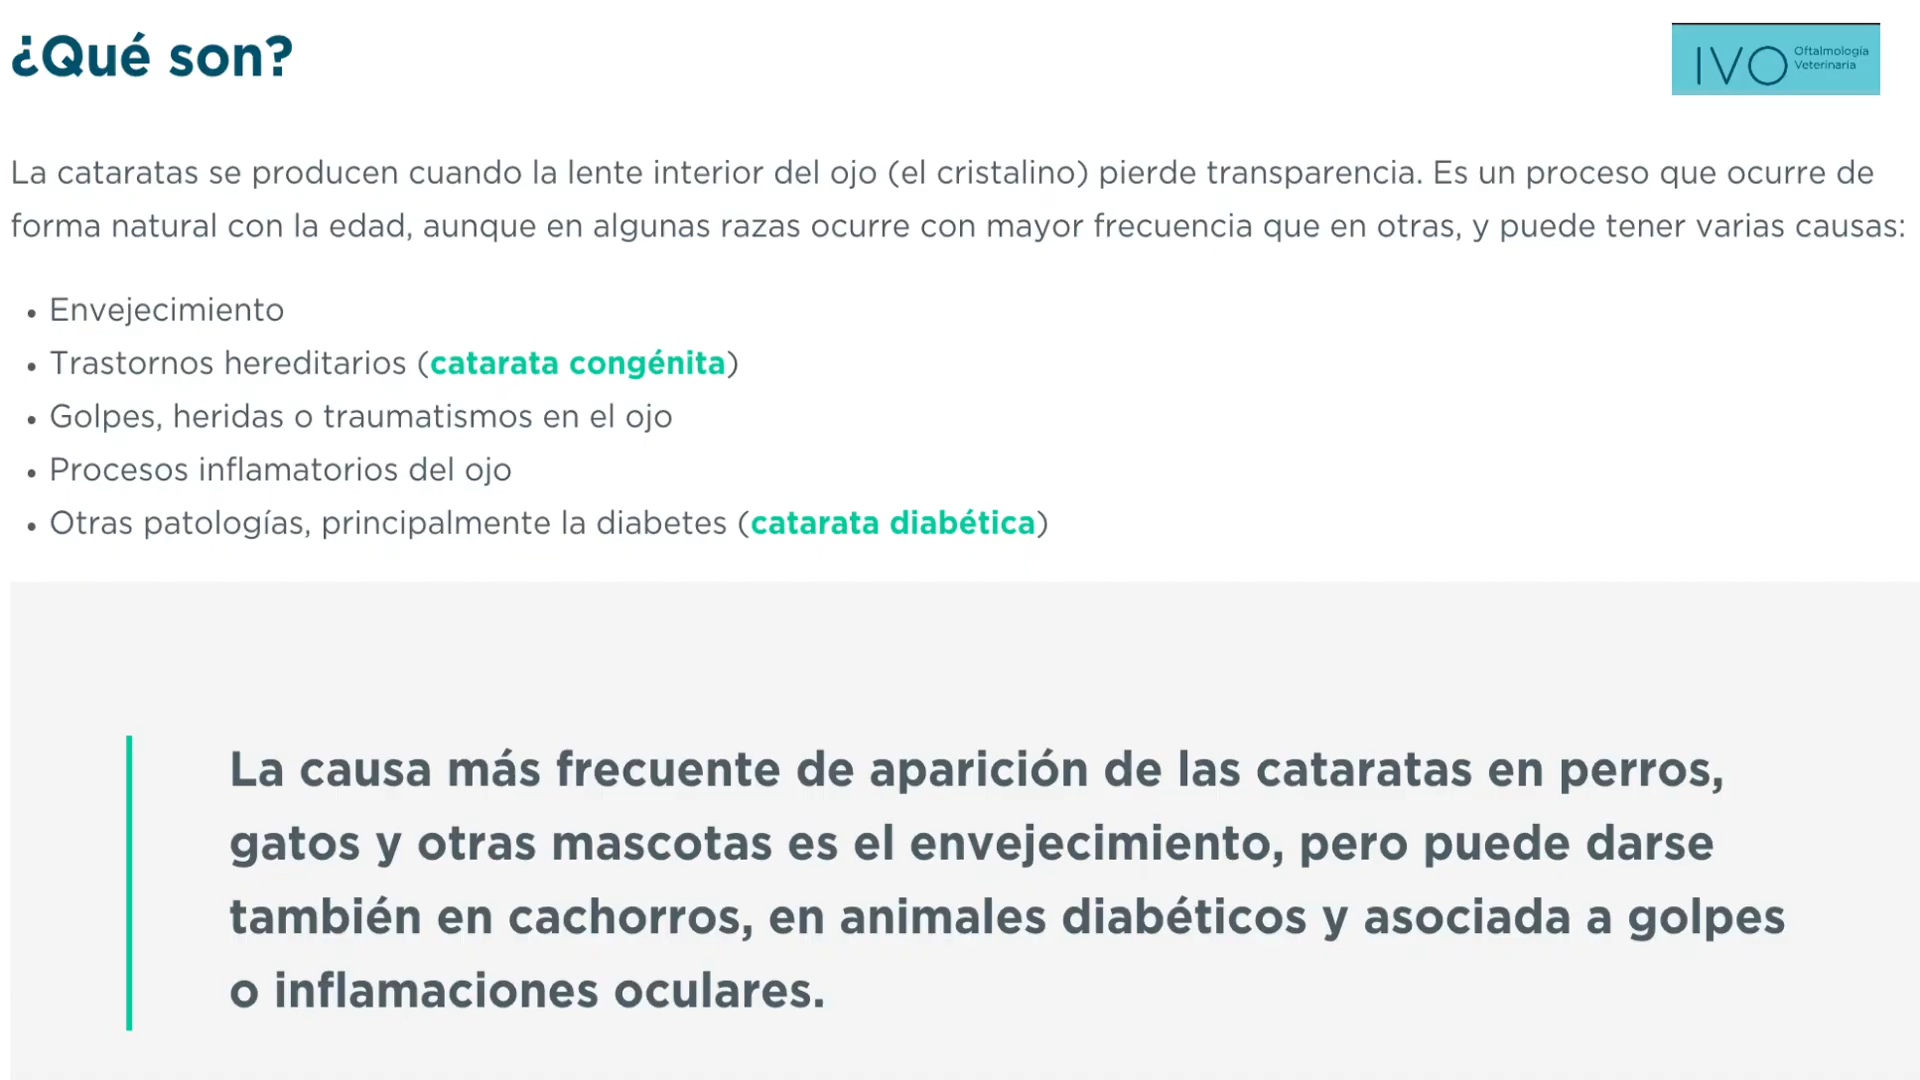 ¿Qué son?
IVO
Oftalmología
Veterinaria
La cataratas se producen cuando la lente interior del ojo (el cristalino) pierde transparencia. Es un proceso que ocurre de
forma natural con la edad, aunque en algunas razas ocurre con mayor frecuencia que en otras, y puede tener varias causas:
• Envejecimiento
• Trastornos hereditarios (catarata congénita)
• Golpes, heridas o traumatismos en el ojo
• Procesos inflamatorios del ojo
• Otras patologías, principalmente la diabetes (catarata diabética)
La causa más frecuente de aparición de las cataratas en perros,
gatos y otras mascotas es el envejecimiento, pero puede darse
también en cachorros, en animales diabéticos y asociada a golpes
o inflamaciones oculares.